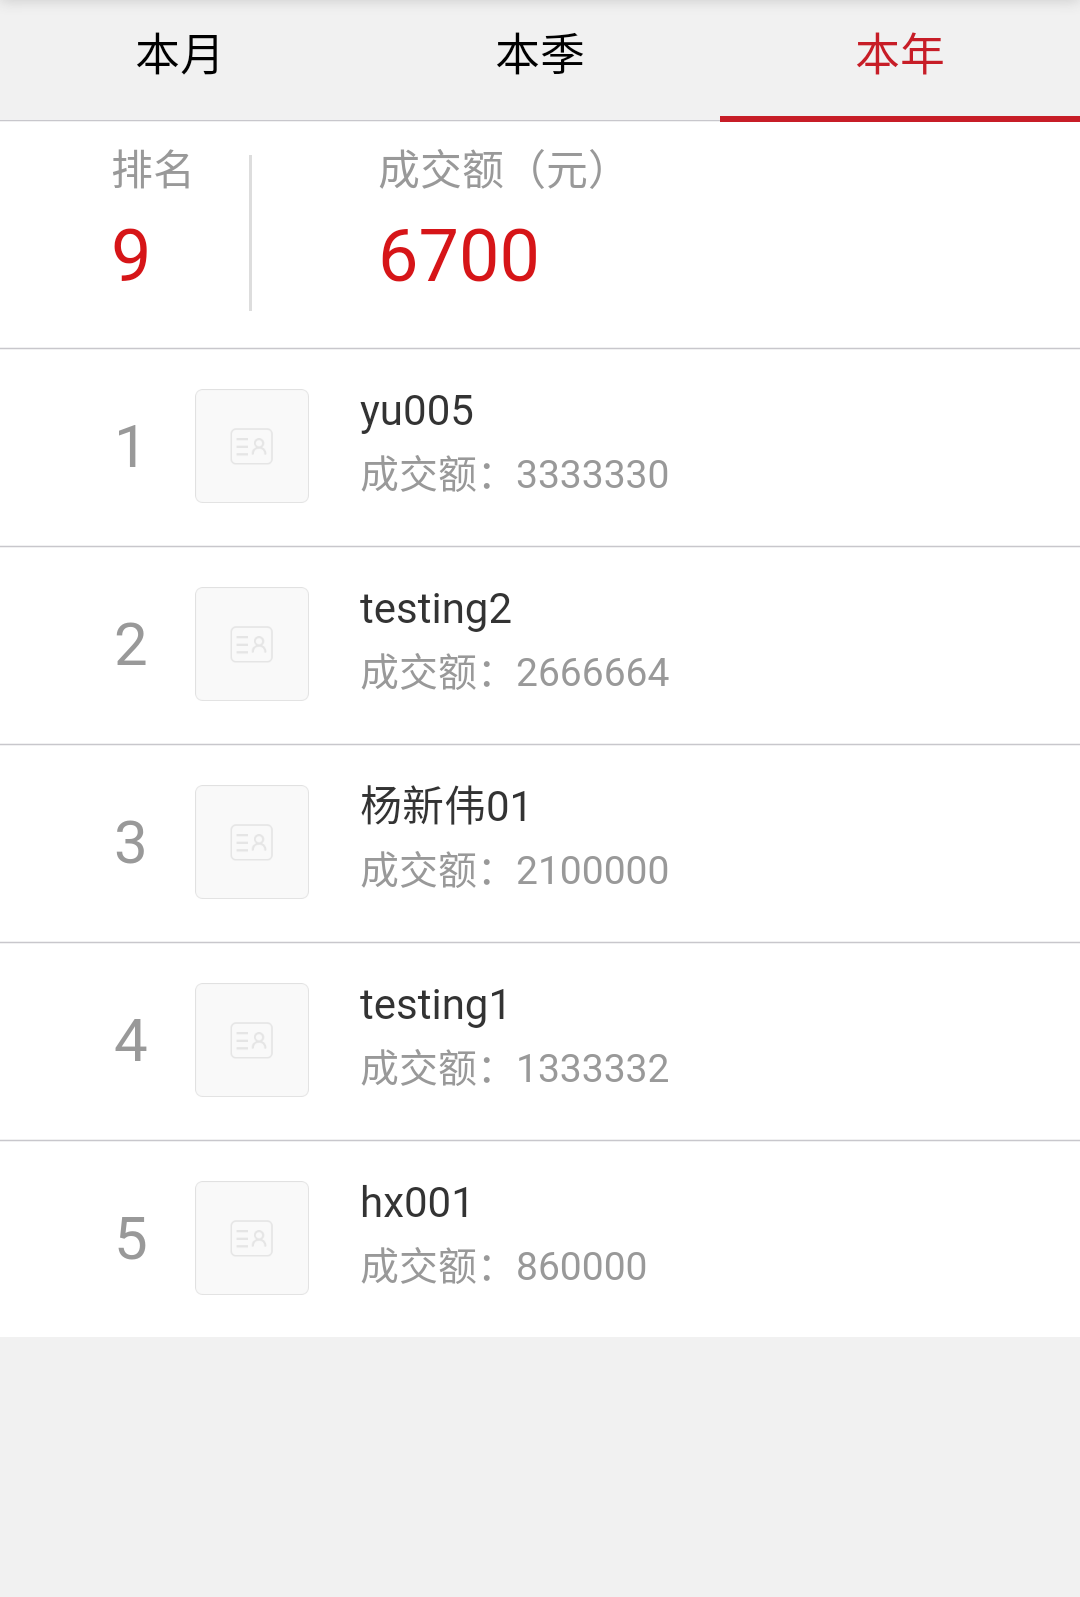 本月 本季 本年
排名 成交额（元）
9 6700
1
yu005
成交额：3333330
2
testing2
成交额：2666664
3
杨新伟01
成交额：2100000
4
testing1
成交额：1333332
5
hx001
成交额：860000